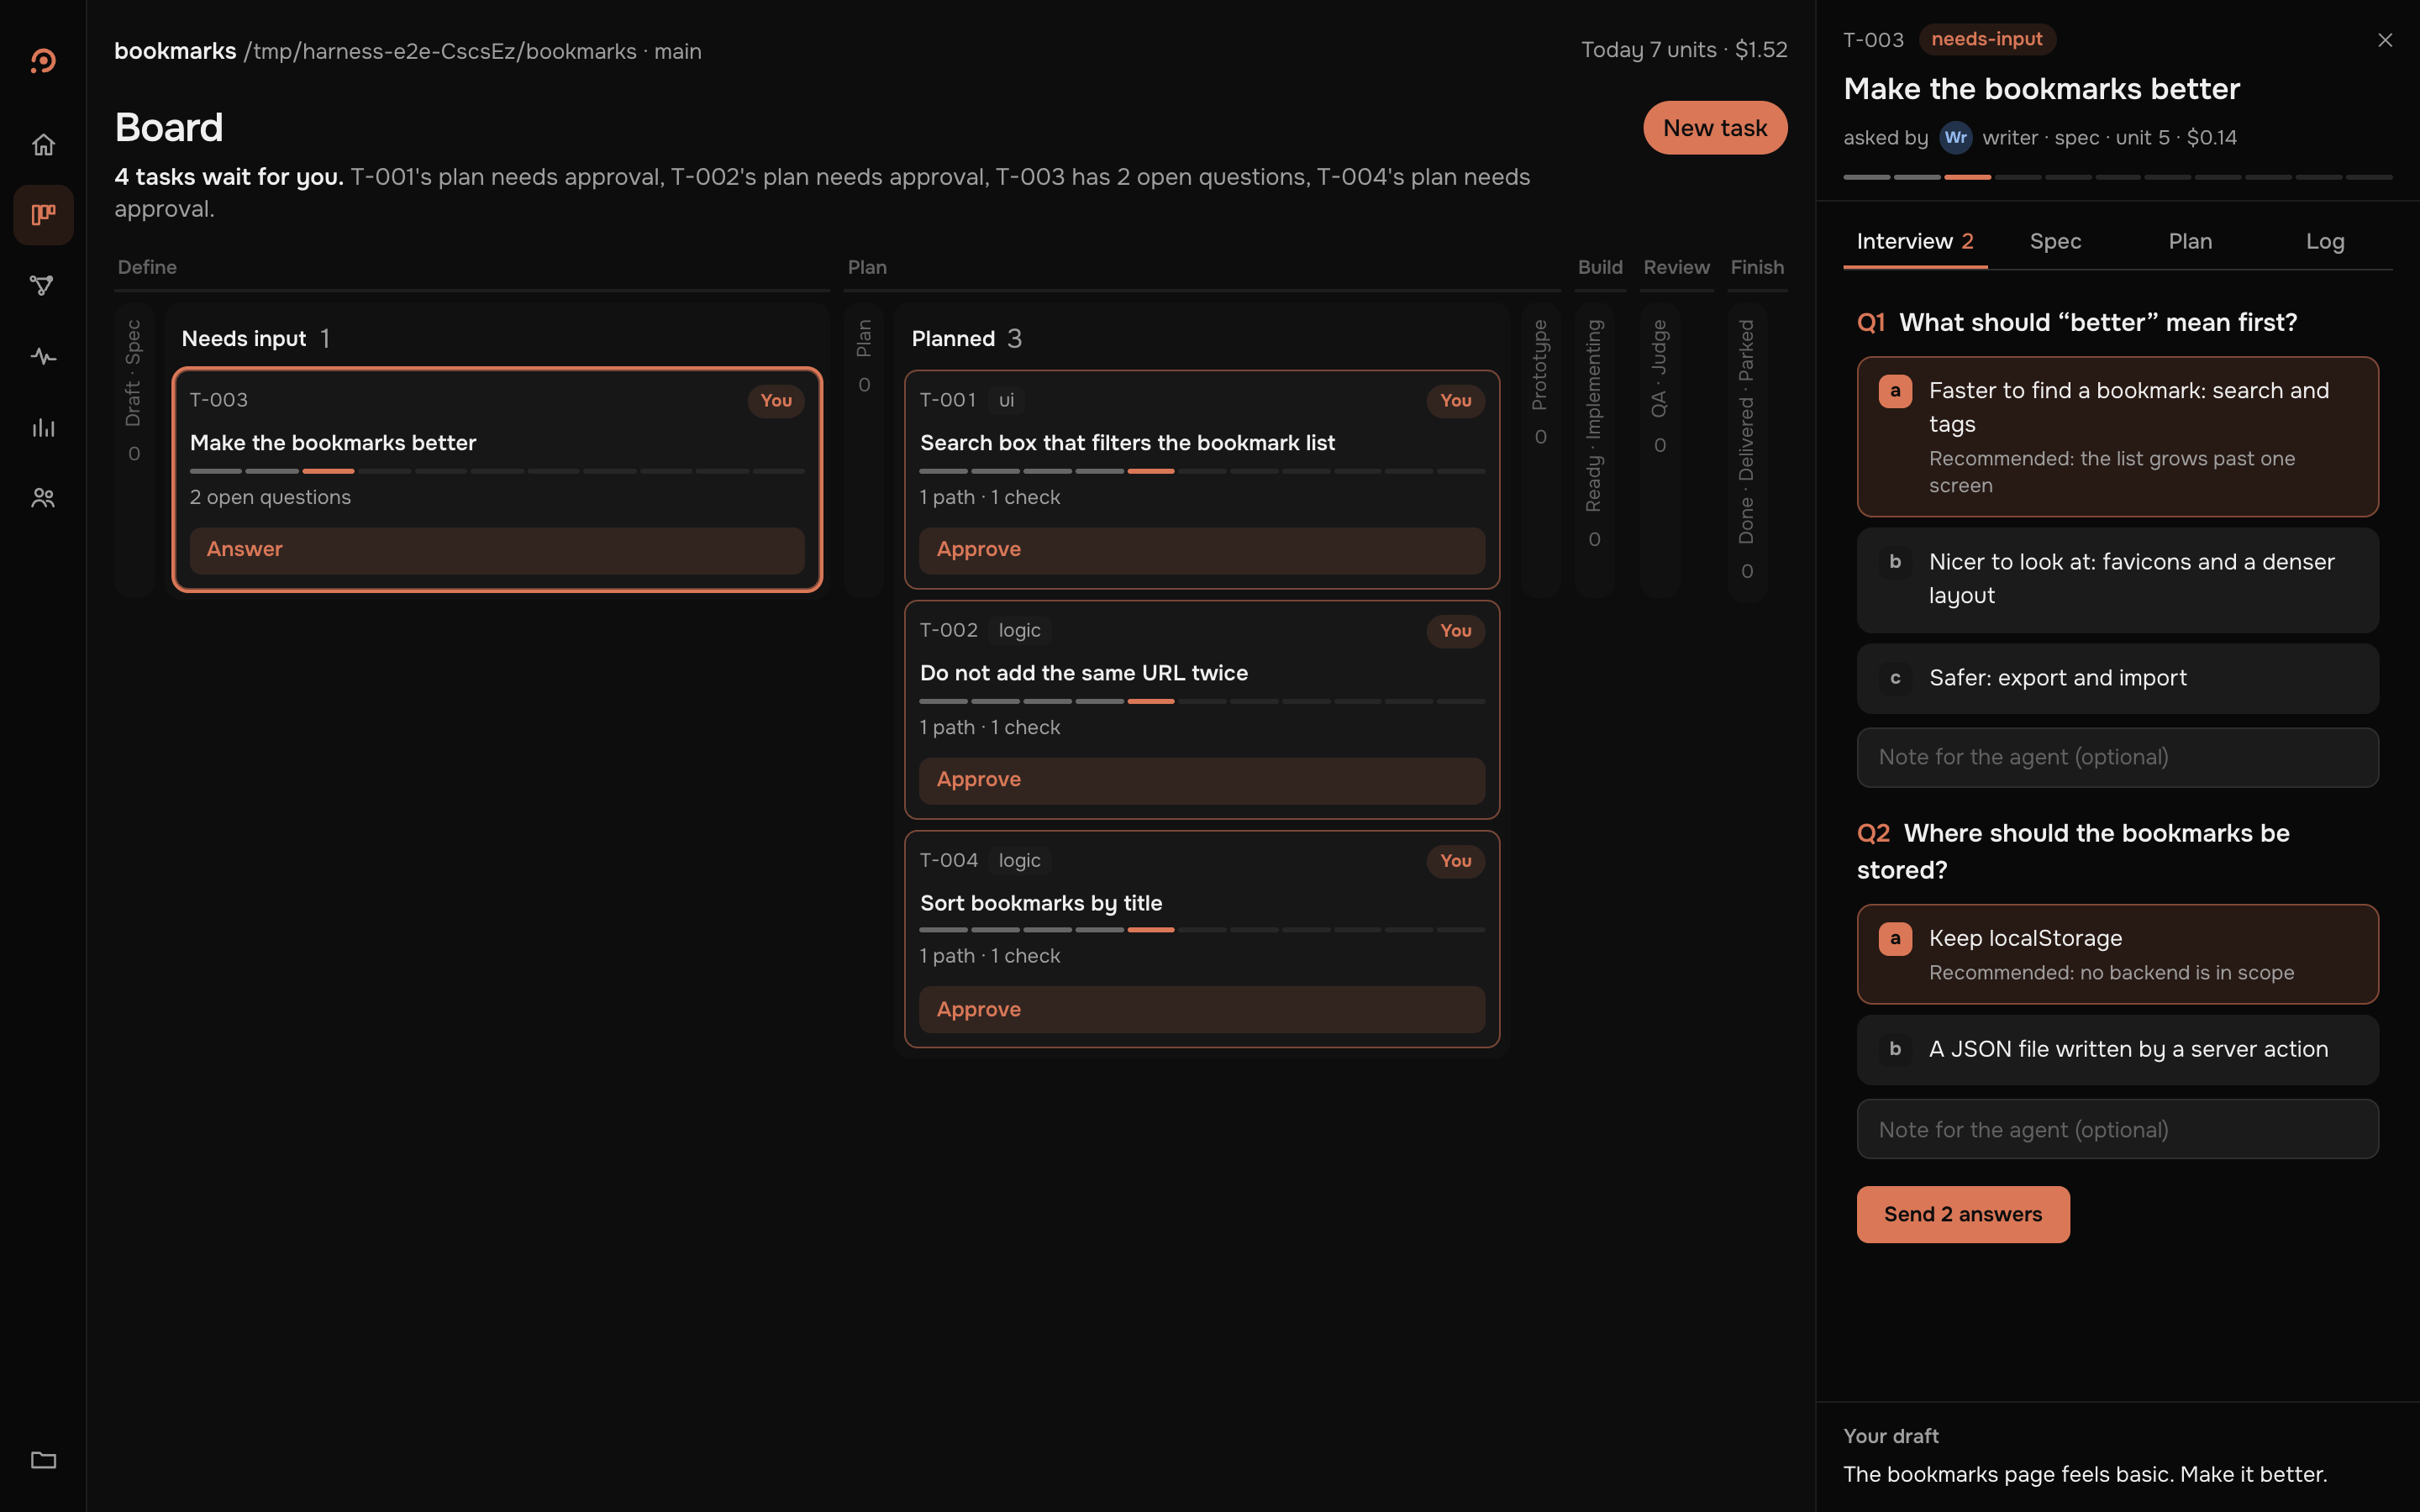 bookmarks /tmp/harness-e2e-CscsEz/bookmarks · main
Today 7 units · $1.52
Board
New task
4 tasks wait for you. T-001's plan needs approval, T-002's plan needs approval, T-003 has 2 open questions, T-004's plan needs
approval.
Define
Plan
Build
Review
Finish
Draft · Spec 0
Needs input 1
T-003
You
Make the bookmarks better
2 open questions
Answer
Plan 0
Planned 3
T-001 ui
You
Search box that filters the bookmark list
1 path · 1 check
Approve
T-002 logic
You
Do not add the same URL twice
1 path · 1 check
Approve
T-004 logic
You
Sort bookmarks by title
1 path · 1 check
Approve
Prototype 0
Ready · Implementing 0
QA · Judge 0
Done · Delivered · Parked 0
T-003 needs-input
Make the bookmarks better
asked by Wr writer · spec · unit 5 · $0.14
Interview 2
Spec
Plan
Log
Q1 What should “better” mean first?
a Faster to find a bookmark: search and
tags
Recommended: the list grows past one
screen
b Nicer to look at: favicons and a denser
layout
c Safer: export and import
Note for the agent (optional)
Q2 Where should the bookmarks be
stored?
a Keep localStorage
Recommended: no backend is in scope
b A JSON file written by a server action
Note for the agent (optional)
Send 2 answers
Your draft
The bookmarks page feels basic. Make it better.